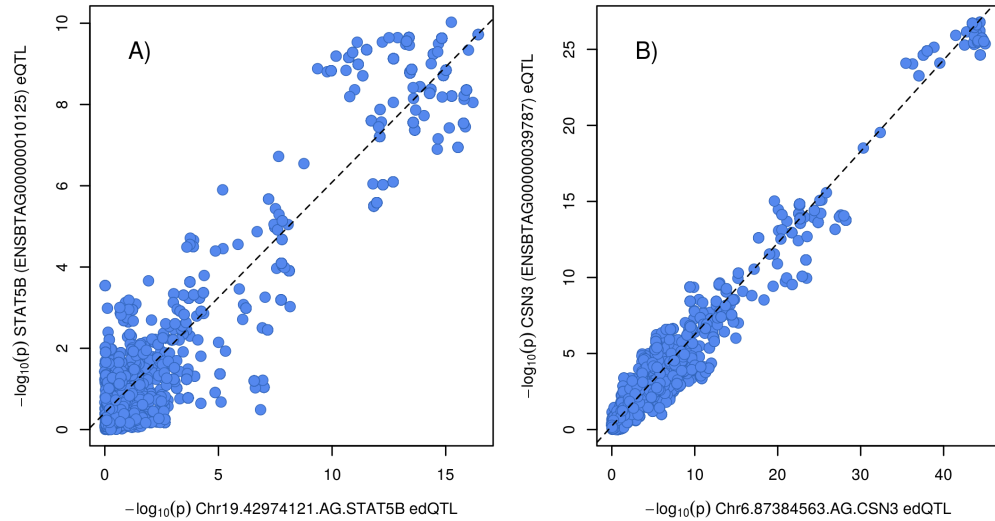 A)
−log10(p) STAT5B (ENSBTAG00000010125) eQTL
10
8
6
4
2
0
0 5 10 15
−log10(p) Chr19.42974121.AG.STAT5B edQTL
B)
−log10(p) CSN3 (ENSBTAG00000039787) eQTL
25
20
15
10
5
0
0 10 20 30 40
−log10(p) Chr6.87384563.AG.CSN3 edQTL